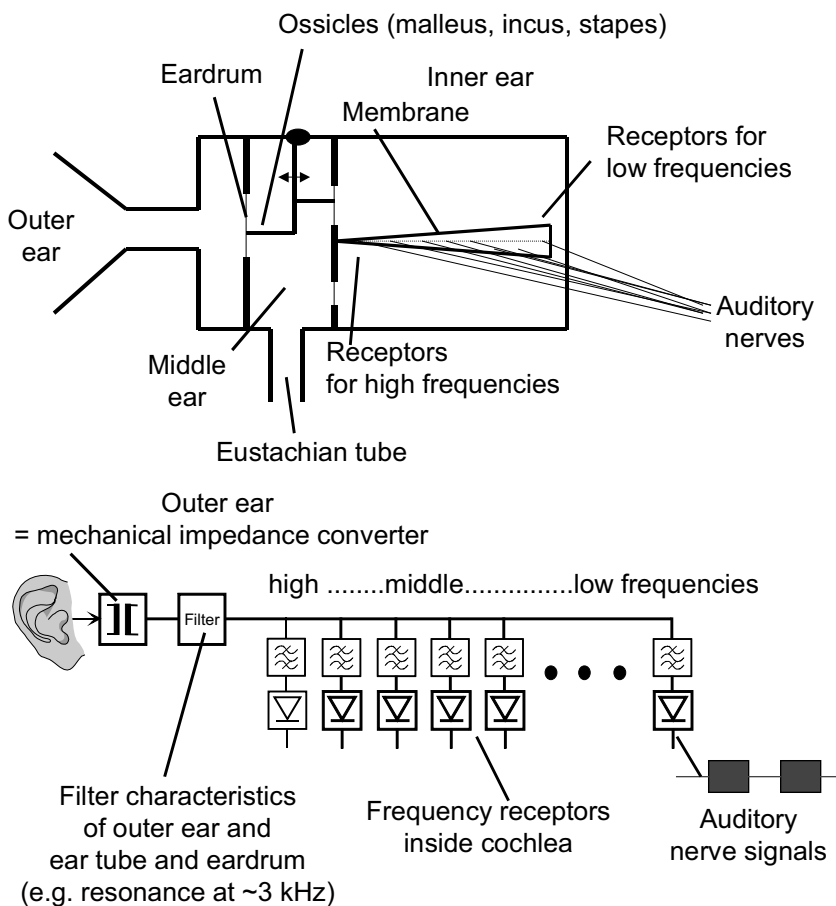 Ossicles (malleus, incus, stapes)
Eardrum
Inner ear
Membrane
Receptors for
low frequencies
Outer
ear
Auditory
nerves
Middle
ear
Receptors
for high frequencies
Eustachian tube
Outer ear
= mechanical impedance converter
high ........middle...............low frequencies
Filter
Filter characteristics
of outer ear and
ear tube and eardrum
(e.g. resonance at ~3 kHz)
Frequency receptors
inside cochlea
Auditory
nerve signals